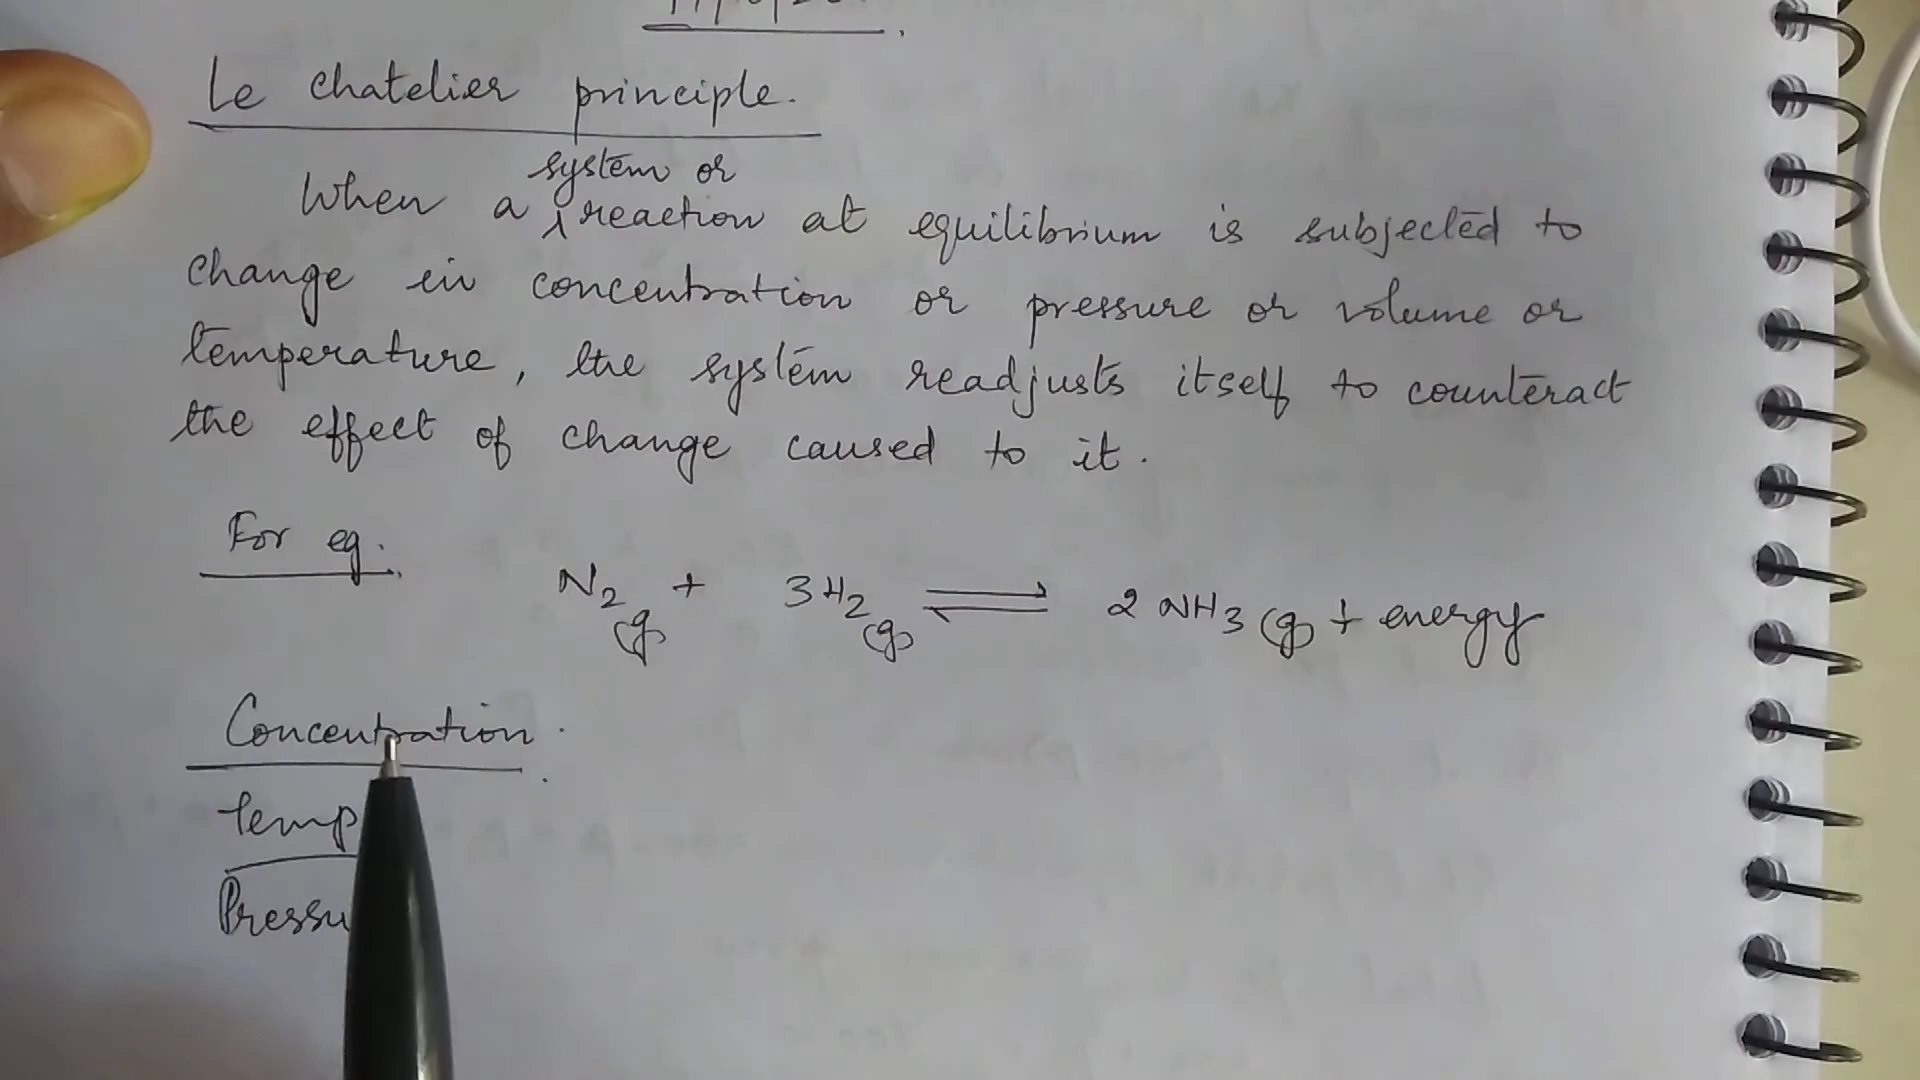 Le chatelier principle.
system or
When a reaction at equilibrium is subjected to
change in concentration or pressure or volume or
temperature, the system readjusts itself to counteract
the effect of change caused to it.
For eg.
N2(g) + 3H2(g) ⇌ 2NH3(g) + energy
Concentration.